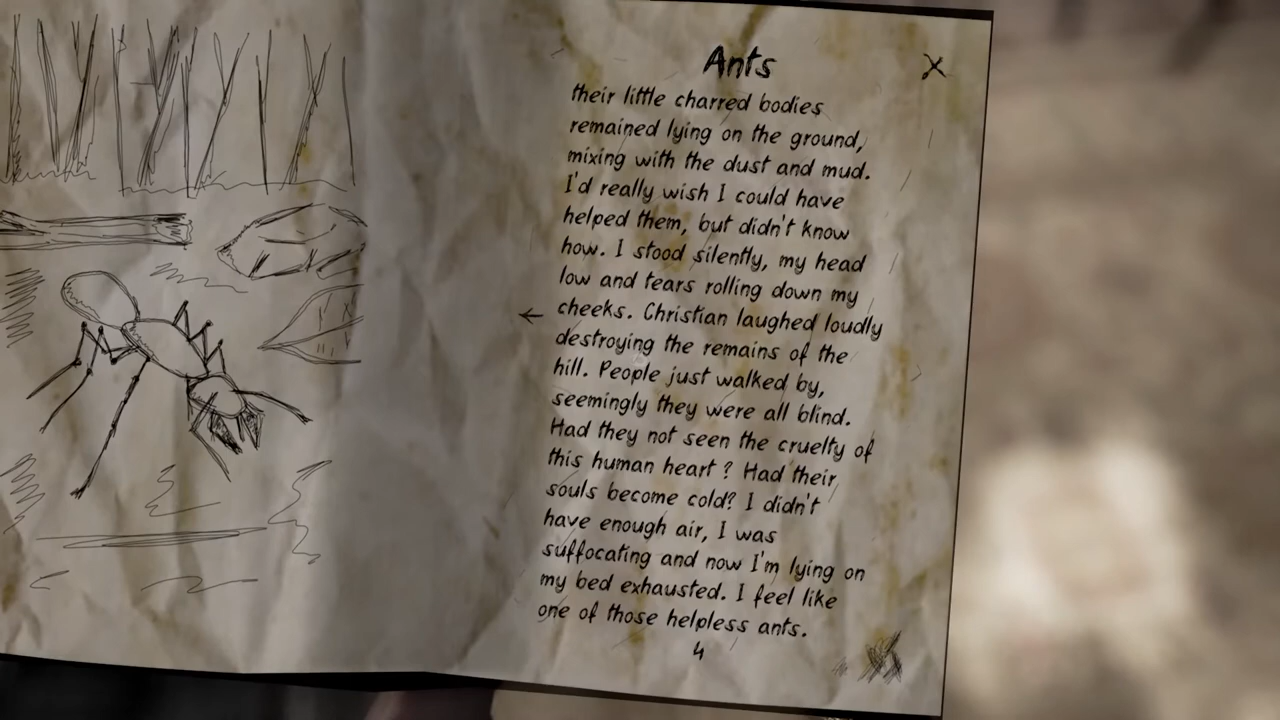 Ants
X
their little charred bodies
remained lying on the ground,
mixing with the dust and mud.
I'd really wish I could have
helped them, but didn't know
how. I stood silently, my head
low and tears rolling down my
cheeks. Christian laughed loudly
destroying the remains of the
hill. People just walked by,
seemingly they were all blind.
Had they not seen the cruelty of
this human heart? Had their
souls become cold? I didn't
have enough air, I was
suffocating and now I'm lying on
my bed exhausted. I feel like
one of those helpless ants.
4